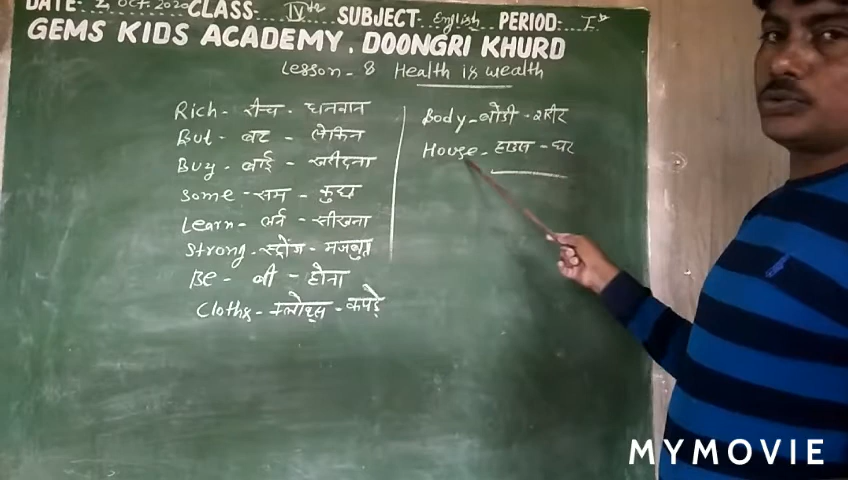 DATE: 2, OCT. 2020 CLASS: IVth SUBJECT English PERIOD: Ist
GEMS KIDS ACADEMY, DOONGRI KHURD
Lesson - 8 Health is wealth
Rich - रीच - धनवान
But - बट - लेकिन
Buy - बाई - खरीदना
Some - सम - कुछ
Learn - लर्न - सीखना
Strong - स्ट्रोंग - मजबूत
Be - बी - होना
Cloths - क्लोथ्स - कपड़े
Body - बोडी - शरीर
House - हाउस - घर
MYMOVIE